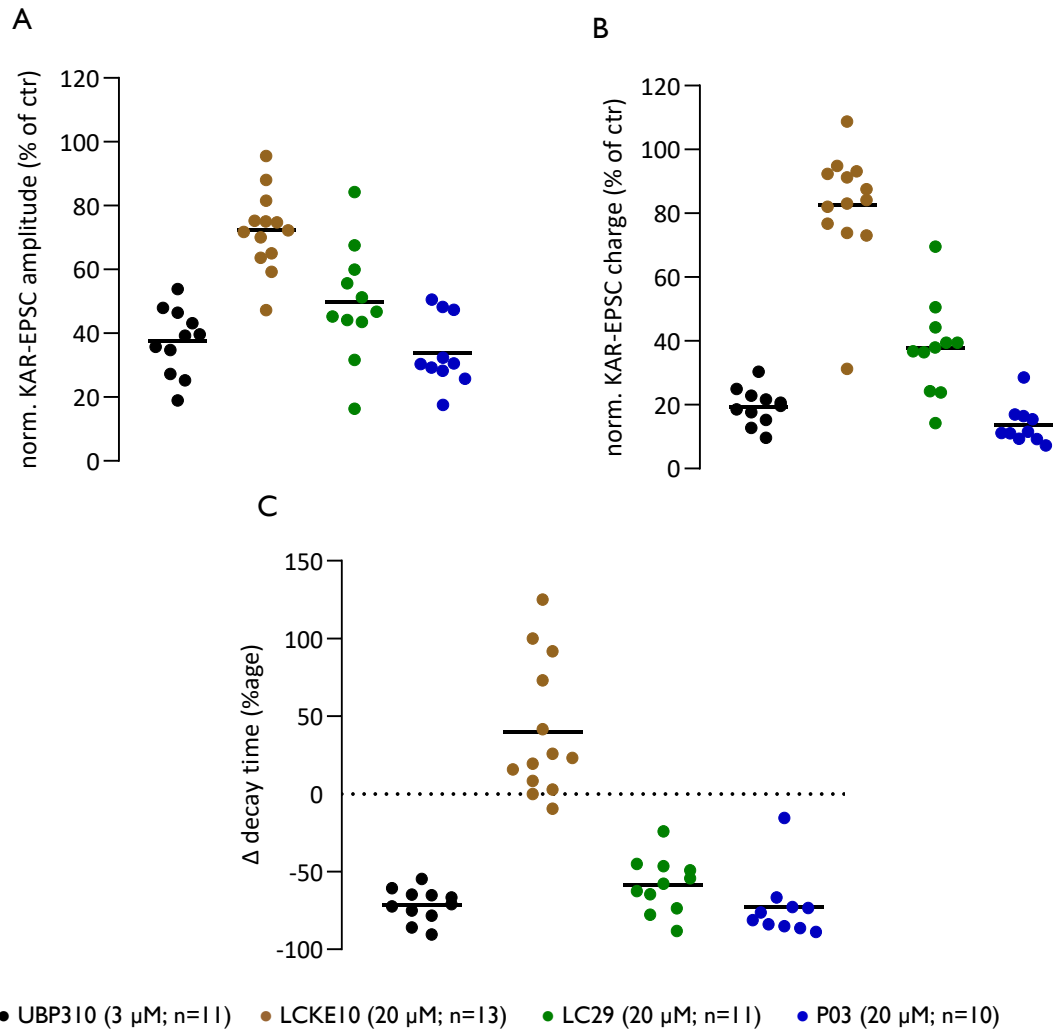 A
norm. KAR-EPSC amplitude (% of ctr)
120
100
80
60
40
20
0
B
norm. KAR-EPSC charge (% of ctr)
120
100
80
60
40
20
0
C
Δ decay time (%age)
150
100
50
0
-50
-100
UBP310 (3 µM; n=11) LCKE10 (20 µM; n=13) LC29 (20 µM; n=11) P03 (20 µM; n=10)